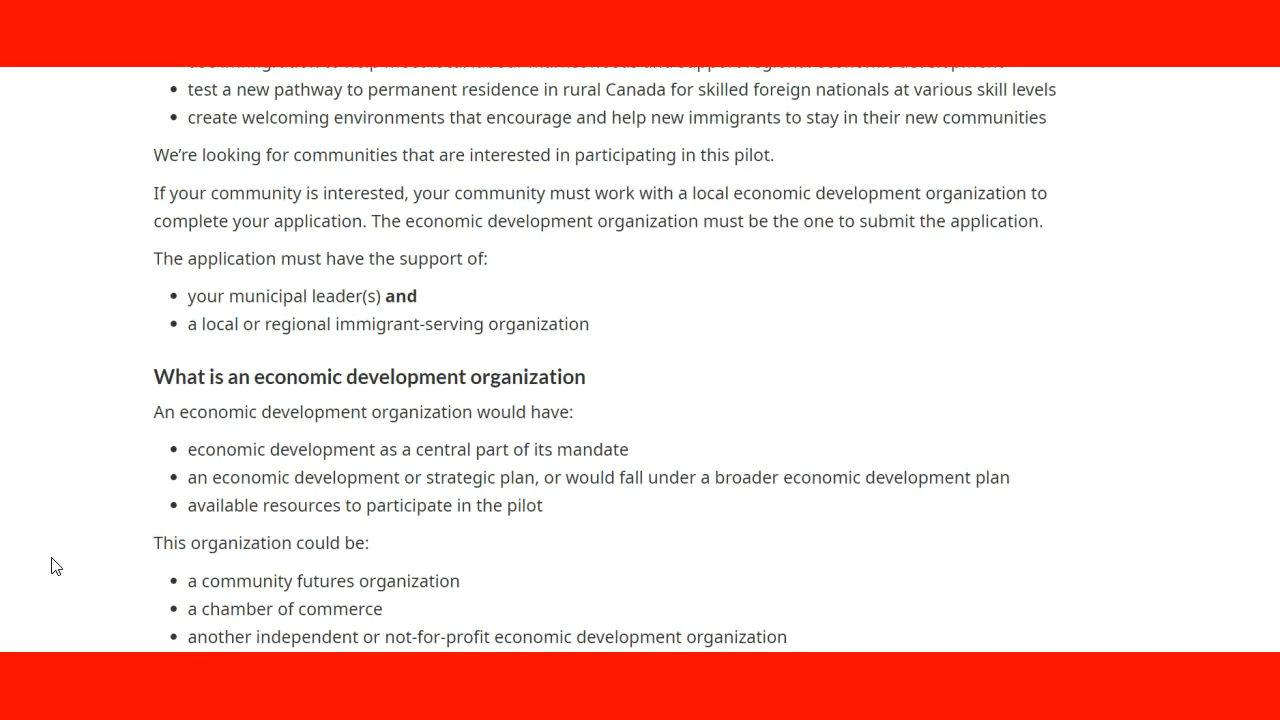 • test a new pathway to permanent residence in rural Canada for skilled foreign nationals at various skill levels
• create welcoming environments that encourage and help new immigrants to stay in their new communities
We’re looking for communities that are interested in participating in this pilot.
If your community is interested, your community must work with a local economic development organization to
complete your application. The economic development organization must be the one to submit the application.
The application must have the support of:
• your municipal leader(s) and
• a local or regional immigrant-serving organization
What is an economic development organization
An economic development organization would have:
• economic development as a central part of its mandate
• an economic development or strategic plan, or would fall under a broader economic development plan
• available resources to participate in the pilot
This organization could be:
• a community futures organization
• a chamber of commerce
• another independent or not-for-profit economic development organization